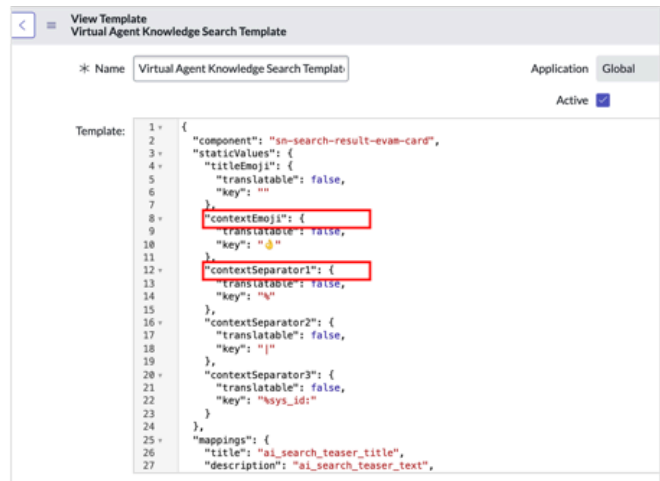 View Template
Virtual Agent Knowledge Search Template
* Name Virtual Agent Knowledge Search Templat Application Global
Active
Template:
1 {
2 "component": "sn-search-result-evam-card",
3 "staticValues": {
4 "titleEmoji": {
5 "translatable": false,
6 "key": ""
7 },
8 "contextEmoji": {
9 "translatable": false,
10 "key": "👌"
11 },
12 "contextSeparator1": {
13 "translatable": false,
14 "key": "%"
15 },
16 "contextSeparator2": {
17 "translatable": false,
18 "key": "|"
19 },
20 "contextSeparator3": {
21 "translatable": false,
22 "key": "%sys_id:"
23 }
24 },
25 "mappings": {
26 "title": "ai_search_teaser_title",
27 "description": "ai_search_teaser_text",